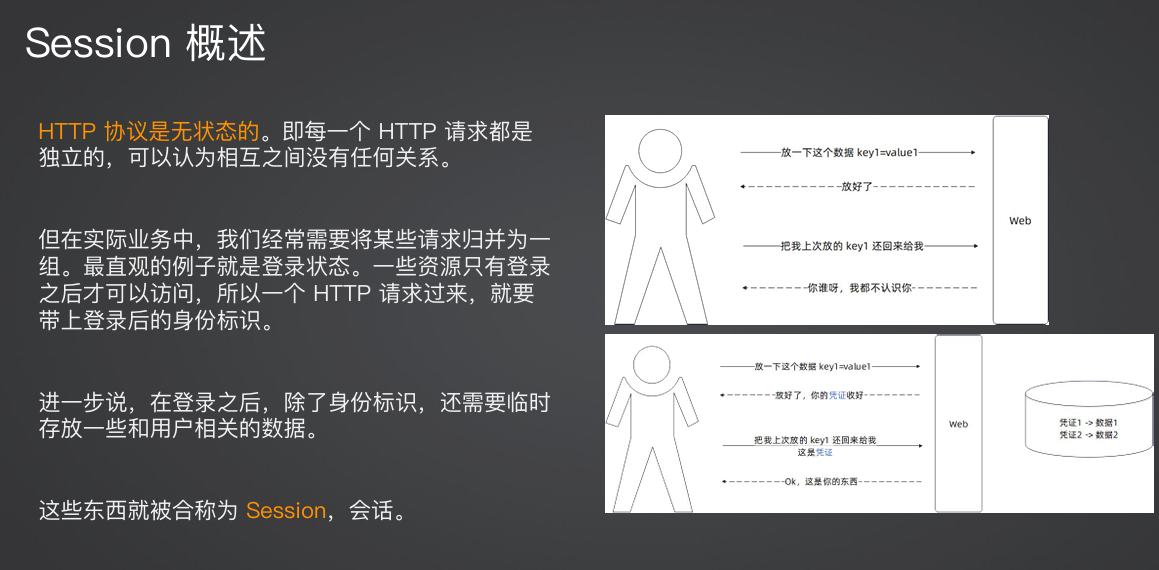 Session 概述
HTTP 协议是无状态的。即每一个 HTTP 请求都是
独立的，可以认为相互之间没有任何关系。
但在实际业务中，我们经常需要将某些请求归并为一
组。最直观的例子就是登录状态。一些资源只有登录
之后才可以访问，所以一个 HTTP 请求过来，就要
带上登录后的身份标识。
进一步说，在登录之后，除了身份标识，还需要临时
存放一些和用户相关的数据。
这些东西就被合称为 Session，会话。
放一下这个数据 key1=value1
放好了
Web
把我上次放的 key1 还回来给我
你谁呀，我都不认识你
放一下这个数据 key1=value1
放好了，你的凭证收好
Web
凭证1 -> 数据1
凭证2 -> 数据2
把我上次放的 key1 还回来给我
这是凭证
Ok，这是你的东西